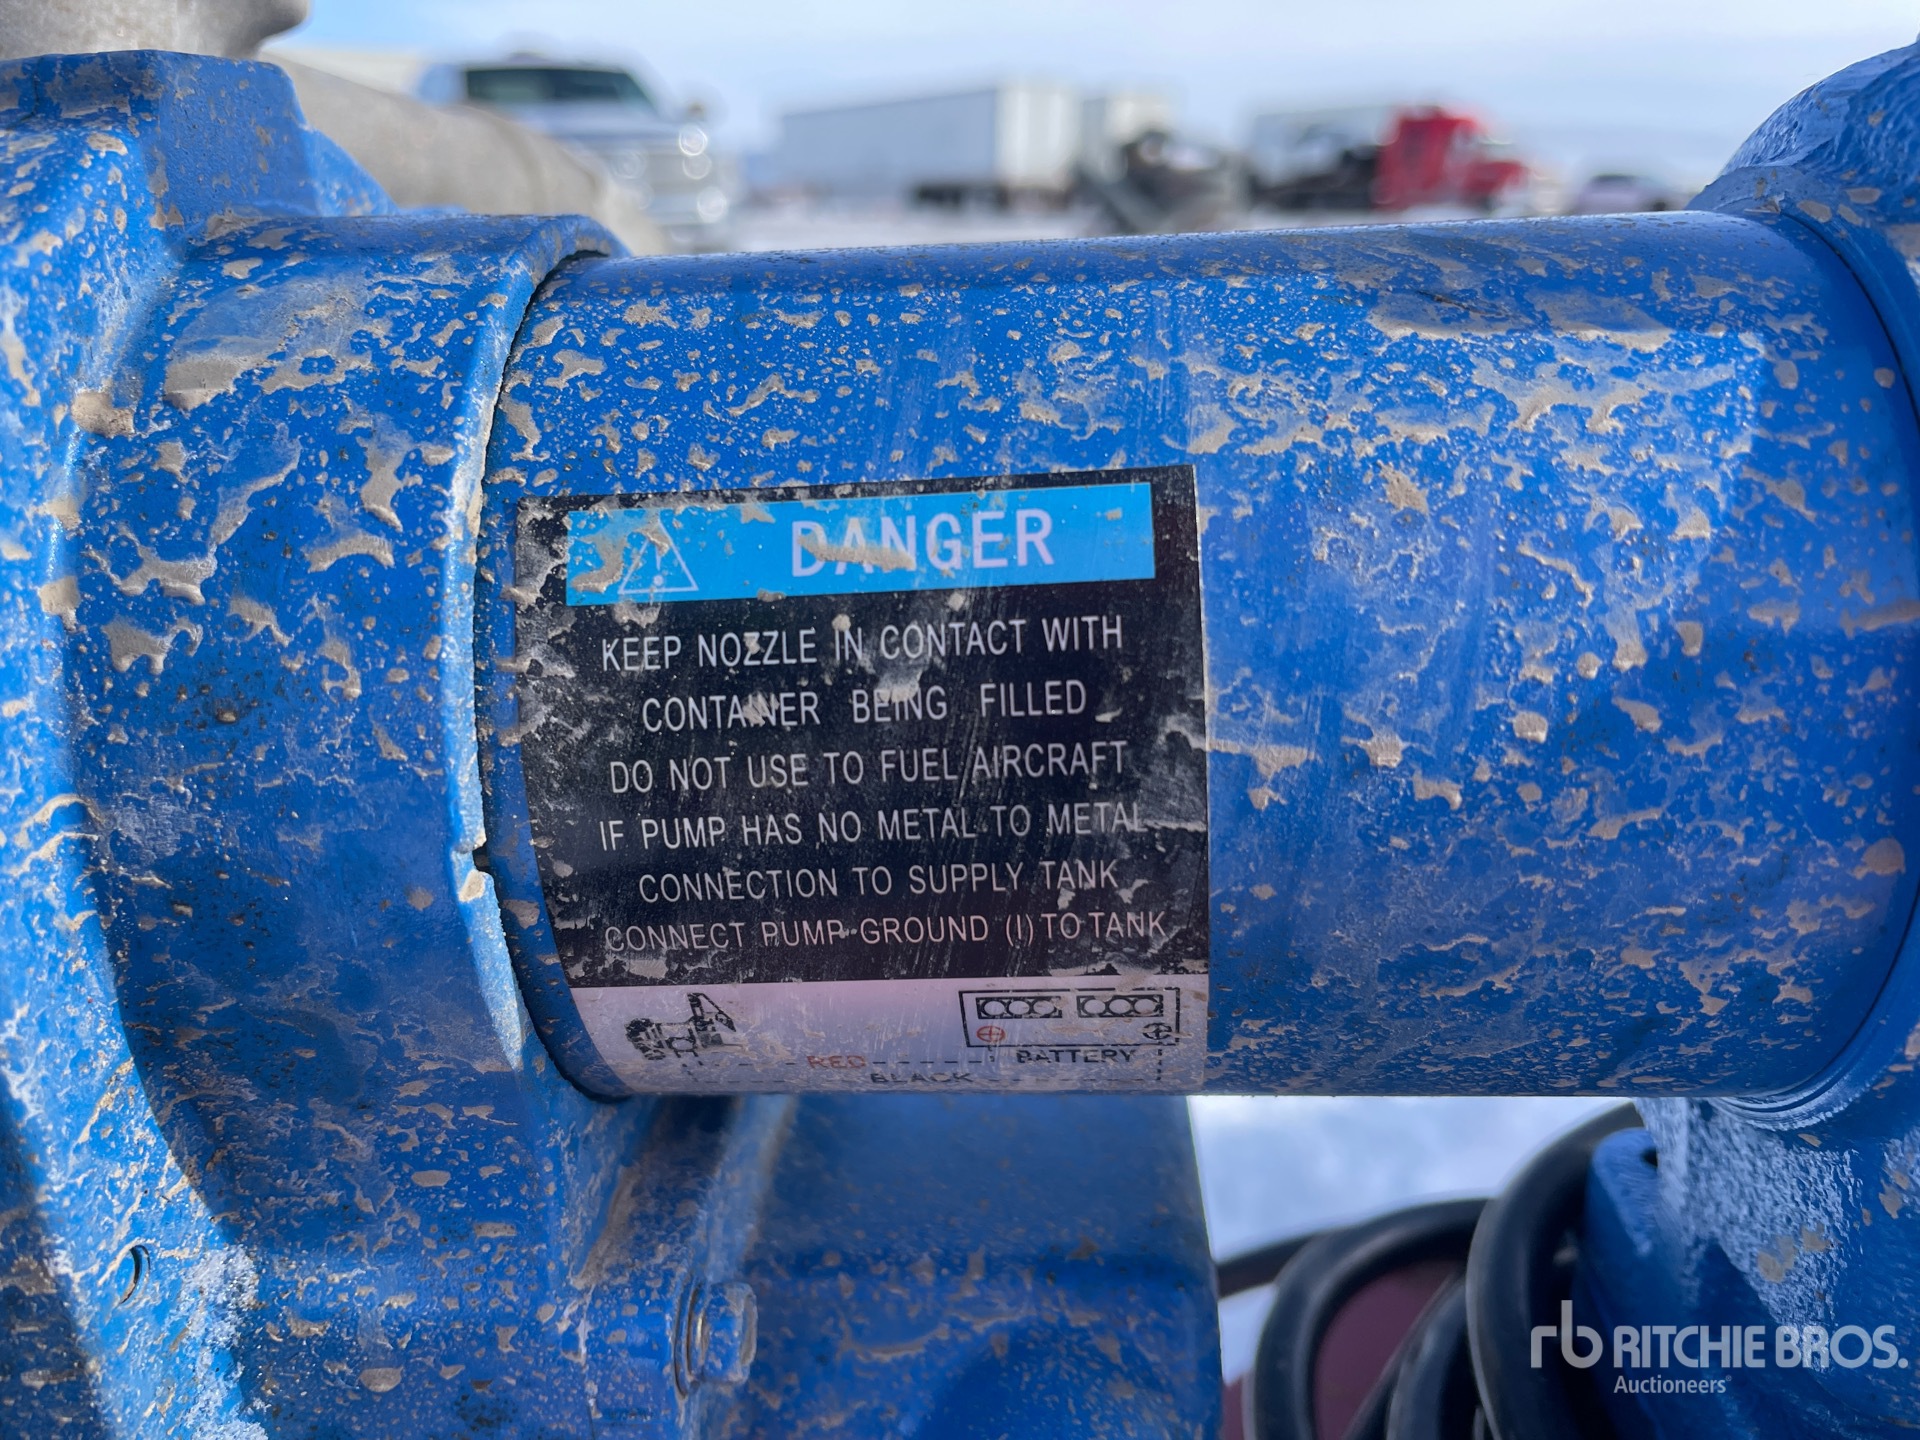 DANGER
KEEP NOZZLE IN CONTACT WITH
CONTAINER BEING FILLED
DO NOT USE TO FUEL AIRCRAFT
IF PUMP HAS NO METAL TO METAL
CONNECTION TO SUPPLY TANK
CONNECT PUMP GROUND (I) TO TANK
RED
BATTERY
BLACK
rb RITCHIE BROS.
Auctioneers